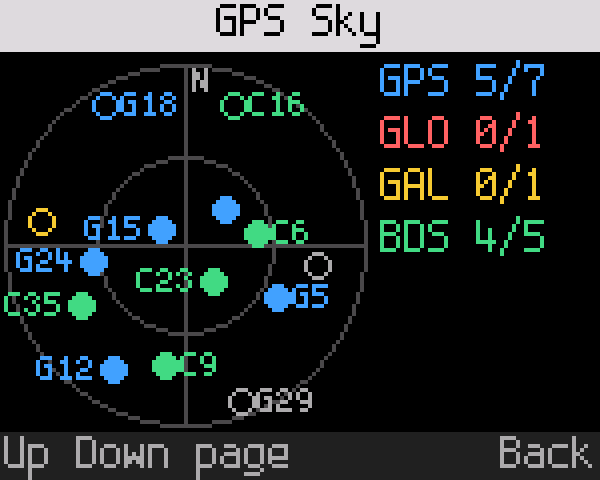 GPS Sky
N
G18
C16
G15
C6
G24
C23
C35
G5
G12
C9
G29
GPS 5/7
GLO 0/1
GAL 0/1
BDS 4/5
Up Down page Back